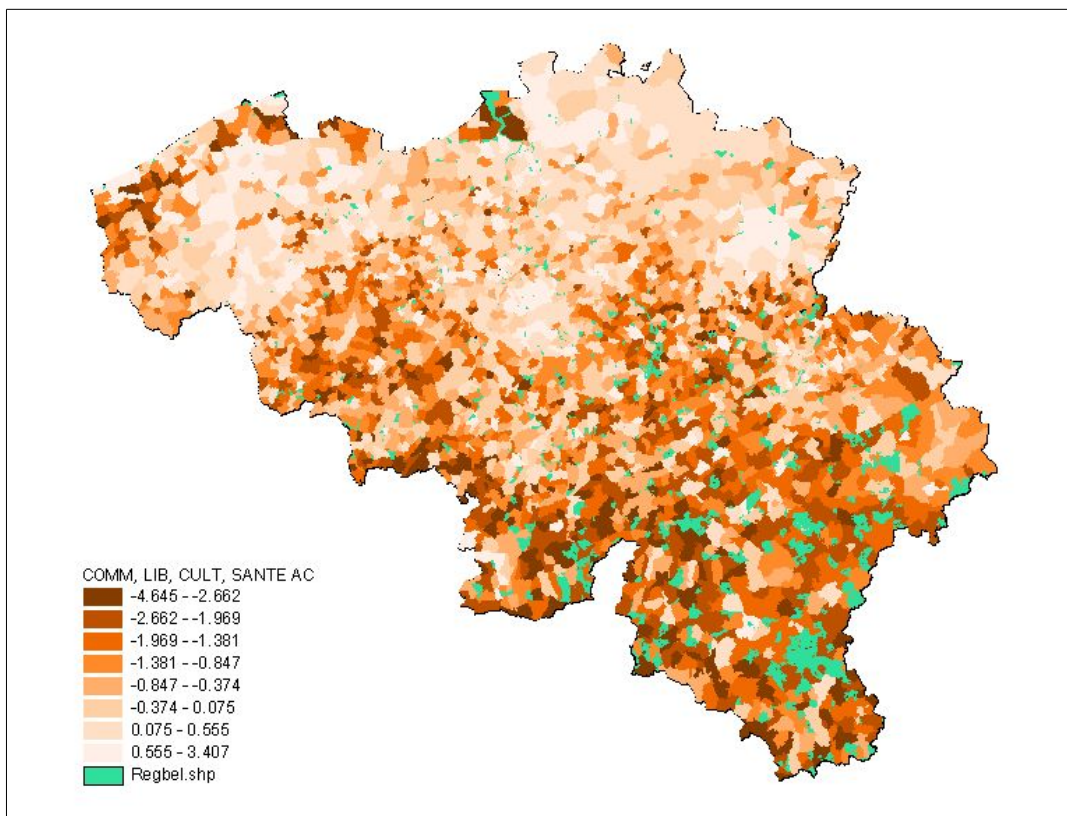 COMM, LIB, CULT, SANTE AC
-4.645 - -2.662
-2.662 - -1.969
-1.969 - -1.381
-1.381 - -0.847
-0.847 - -0.374
-0.374 - 0.075
0.075 - 0.555
0.555 - 3.407
Regbel.shp